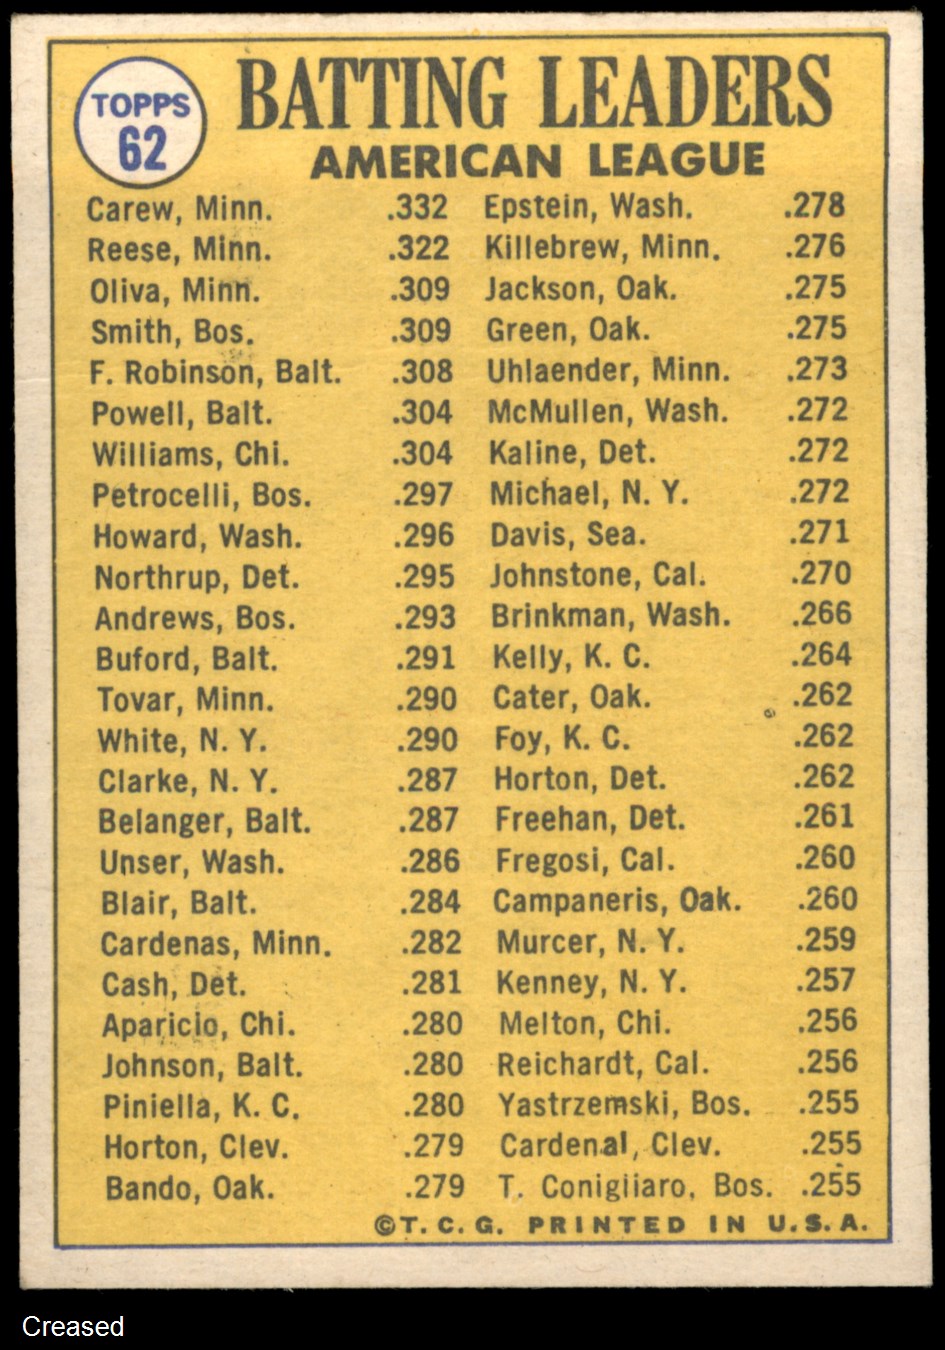 TOPPS
62
BATTING LEADERS
AMERICAN LEAGUE
Carew, Minn. .332
Reese, Minn. .322
Oliva, Minn. .309
Smith, Bos. .309
F. Robinson, Balt. .308
Powell, Balt. .304
Williams, Chi. .304
Petrocelli, Bos. .297
Howard, Wash. .296
Northrup, Det. .295
Andrews, Bos. .293
Buford, Balt. .291
Tovar, Minn. .290
White, N. Y. .290
Clarke, N. Y. .287
Belanger, Balt. .287
Unser, Wash. .286
Blair, Balt. .284
Cardenas, Minn. .282
Cash, Det. .281
Aparicio, Chi. .280
Johnson, Balt. .280
Piniella, K. C. .280
Horton, Clev. .279
Bando, Oak. .279
Epstein, Wash. .278
Killebrew, Minn. .276
Jackson, Oak. .275
Green, Oak. .275
Uhlaender, Minn. .273
McMullen, Wash. .272
Kaline, Det. .272
Michael, N. Y. .272
Davis, Sea. .271
Johnstone, Cal. .270
Brinkman, Wash. .266
Kelly, K. C. .264
Cater, Oak. .262
Foy, K. C. .262
Horton, Det. .262
Freehan, Det. .261
Fregosi, Cal. .260
Campaneris, Oak. .260
Murcer, N. Y. .259
Kenney, N. Y. .257
Melton, Chi. .256
Reichardt, Cal. .256
Yastrzemski, Bos. .255
Cardenal, Clev. .255
T. Conigliaro, Bos. .255
©T. C. G. PRINTED IN U. S. A.
Creased